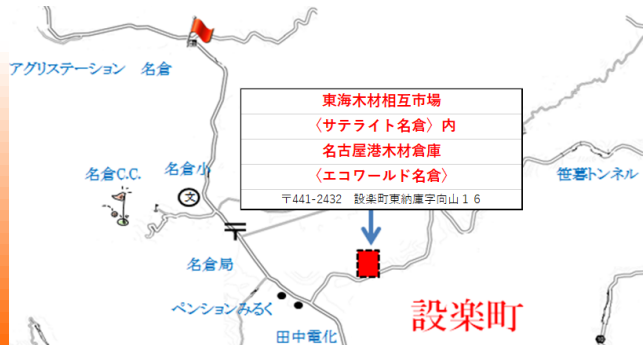 アグリステーション 名倉
東海木材相互市場
〈サテライト名倉〉内
名古屋港木材倉庫
〈エコワールド名倉〉
〒441-2432 設楽町東納庫字向山１６
名倉C.C.
名倉小
文
笹暮トンネル
〒
名倉局
ペンションみるく
田中電化
設楽町